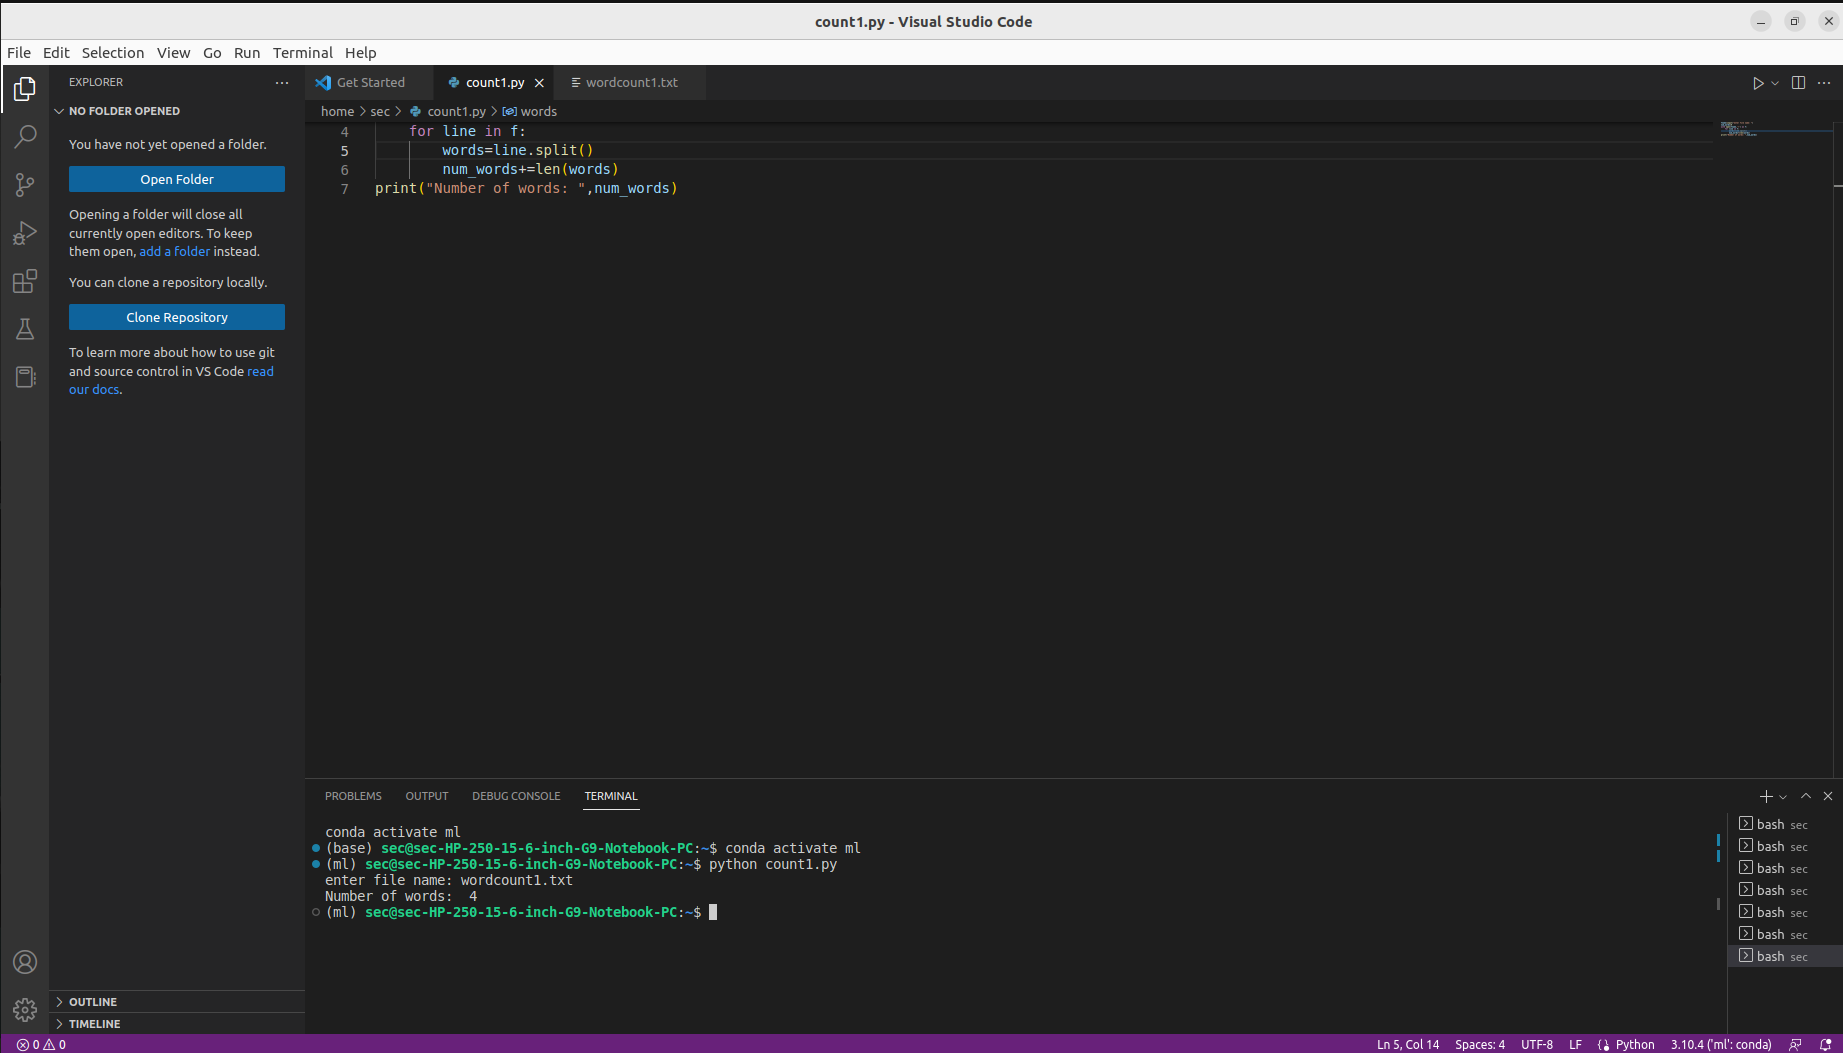 count1.py - Visual Studio Code
File Edit Selection View Go Run Terminal Help
EXPLORER
NO FOLDER OPENED
You have not yet opened a folder.
Open Folder
Opening a folder will close all
currently open editors. To keep
them open, add a folder instead.
You can clone a repository locally.
Clone Repository
To learn more about how to use git
and source control in VS Code read
our docs.
OUTLINE
TIMELINE
Get Started count1.py wordcount1.txt
home > sec > count1.py > words
4 for line in f:
5 words=line.split()
6 num_words+=len(words)
7 print("Number of words: ",num_words)
PROBLEMS OUTPUT DEBUG CONSOLE TERMINAL
conda activate ml
(base) sec@sec-HP-250-15-6-inch-G9-Notebook-PC:~$ conda activate ml
(ml) sec@sec-HP-250-15-6-inch-G9-Notebook-PC:~$ python count1.py
enter file name: wordcount1.txt
Number of words:  4
(ml) sec@sec-HP-250-15-6-inch-G9-Notebook-PC:~$
bash sec
bash sec
bash sec
bash sec
bash sec
bash sec
bash sec
0 0 Ln 5, Col 14 Spaces: 4 UTF-8 LF Python 3.10.4 ('ml': conda)